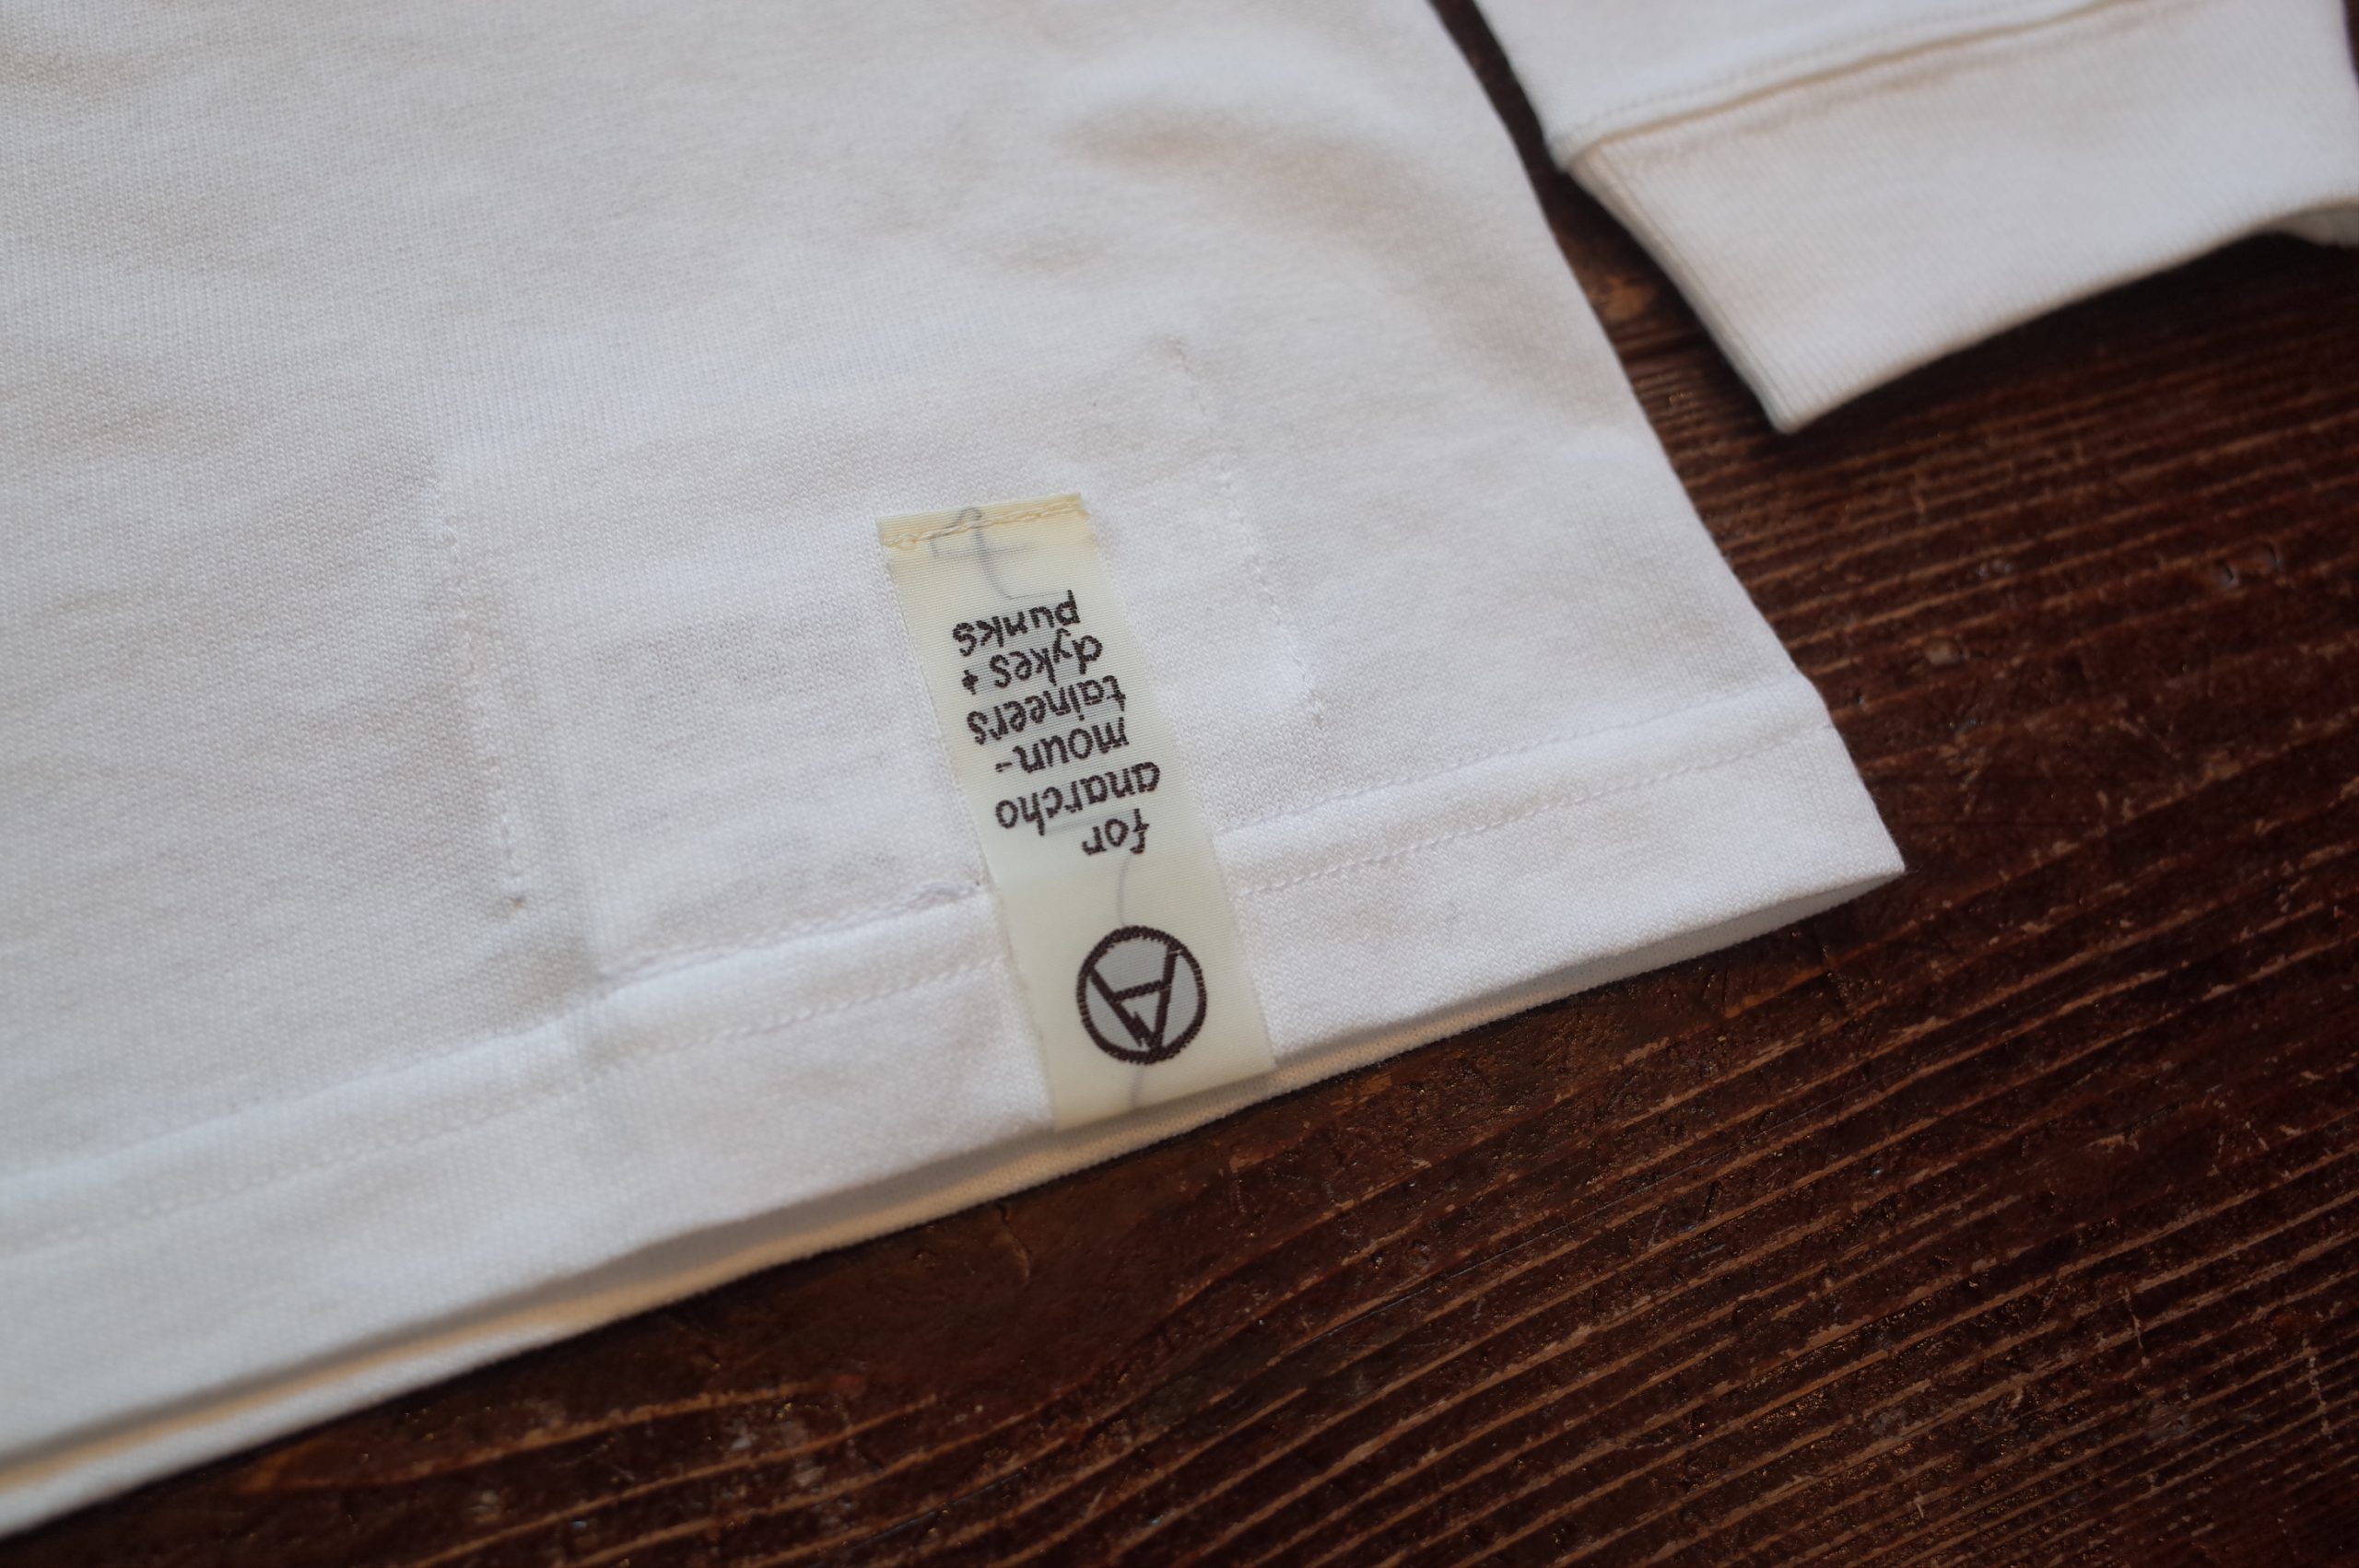 for
anarcho
moun-
taineers
dykes +
punks